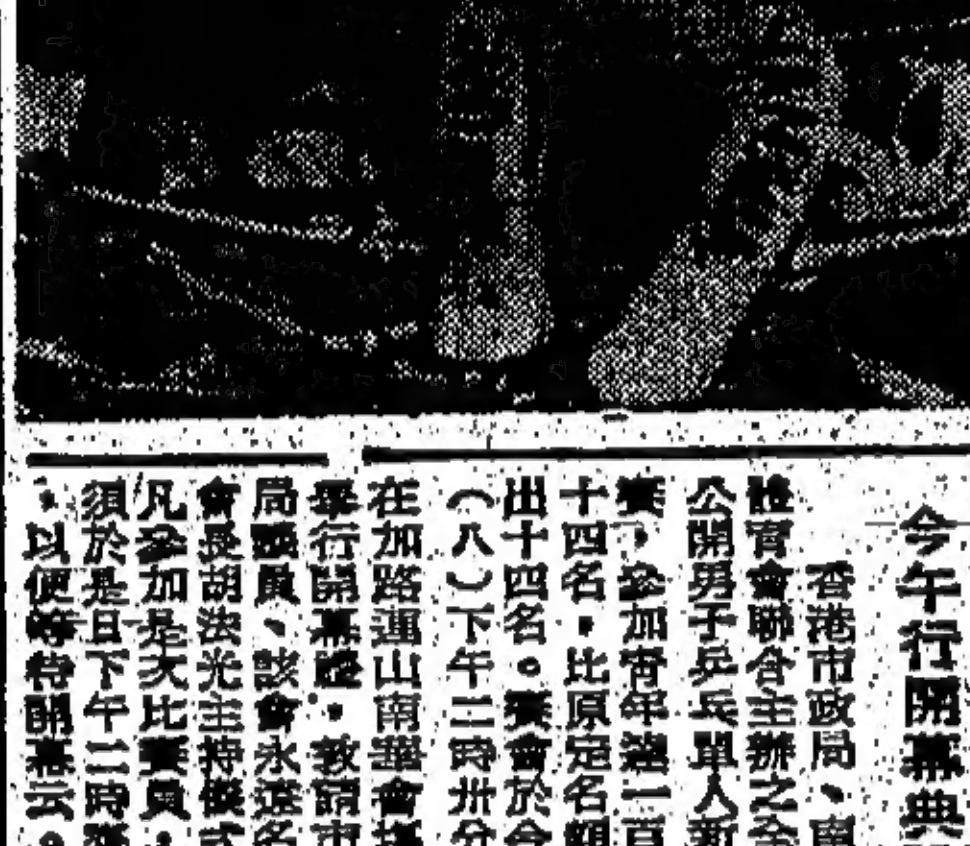 今午行開幕典
香港市政局、南
體育會聯合主辦之全
公開男子乒乓單人新
賽，參加青年達一百
十四名，比原定名額
出十四名。賽會於今
（八）下午二時卅分
在加路連山南華會
舉行開幕禮，敦請市
局議員、該會永遠名
會長胡法光主持儀式
凡參加是次比賽員，
須於是日下午二時
，以便等待開幕云。